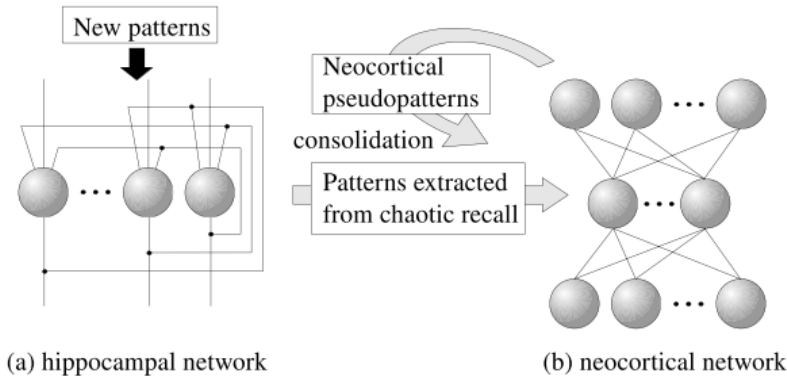 New patterns
Neocortical
pseudopatterns
consolidation
Patterns extracted
from chaotic recall
(a) hippocampal network
(b) neocortical network